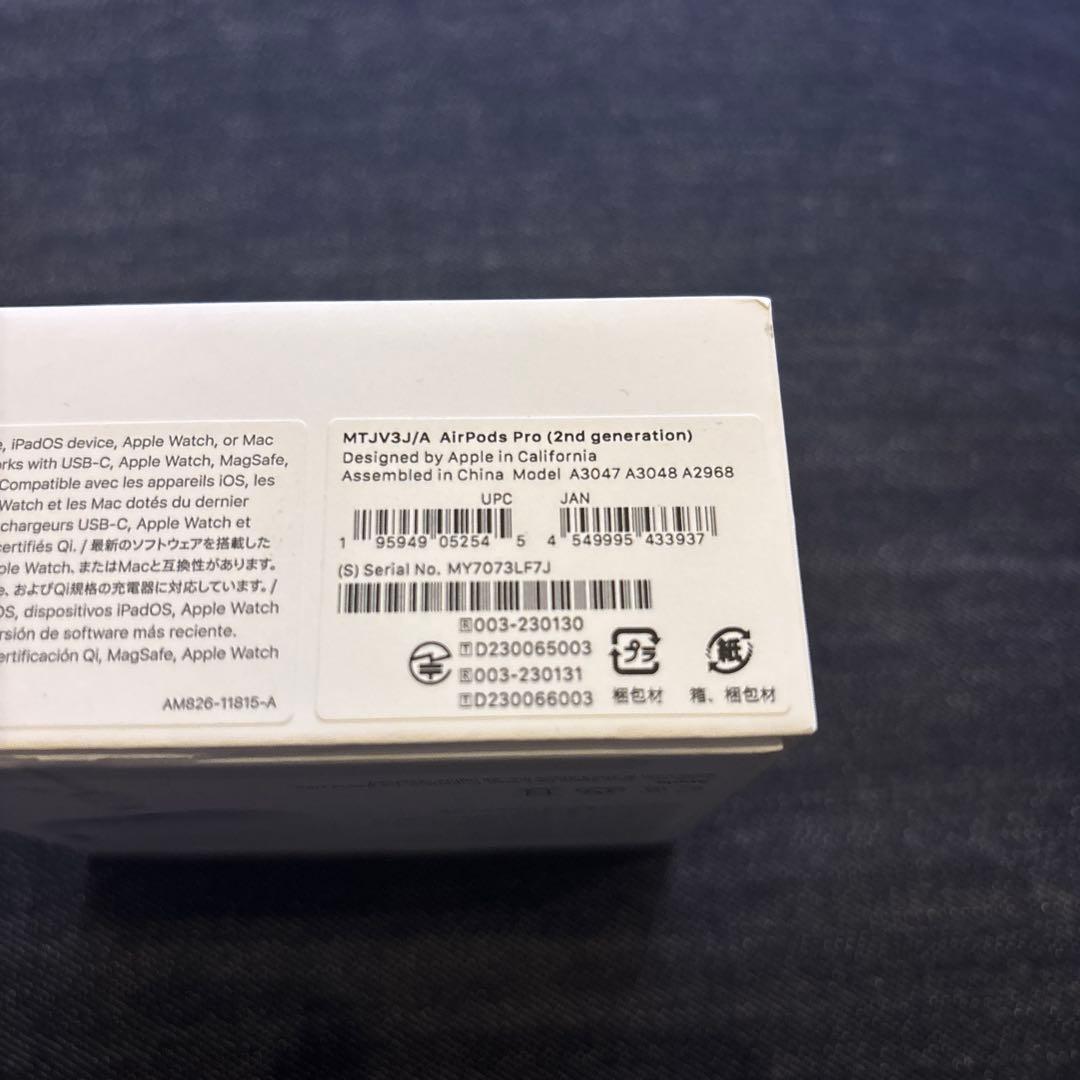 , iPadOS device, Apple Watch, or Mac
rks with USB-C, Apple Watch, MagSafe,
Compatible avec les appareils iOS, les
Watch et les Mac dotés du dernier
chargeurs USB-C, Apple Watch et
certifiés Qi. / 最新のソフトウェアを搭載した
ple Watch、またはMacと互換性があります。
e、およびQi規格の充電器に対応しています。/
OS, dispositivos iPadOS, Apple Watch
rsión de software más reciente.
ertificación Qi, MagSafe, Apple Watch
AM826-11815-A
MTJV3J/A AirPods Pro (2nd generation)
Designed by Apple in California
Assembled in China Model A3047 A3048 A2968
UPC JAN
1 95949 05254 5 4 549995 433937
(S) Serial No. MY7073LF7J
R 003-230130
T D230065003
R 003-230131
T D230066003
プラ
梱包材
紙
箱、梱包材